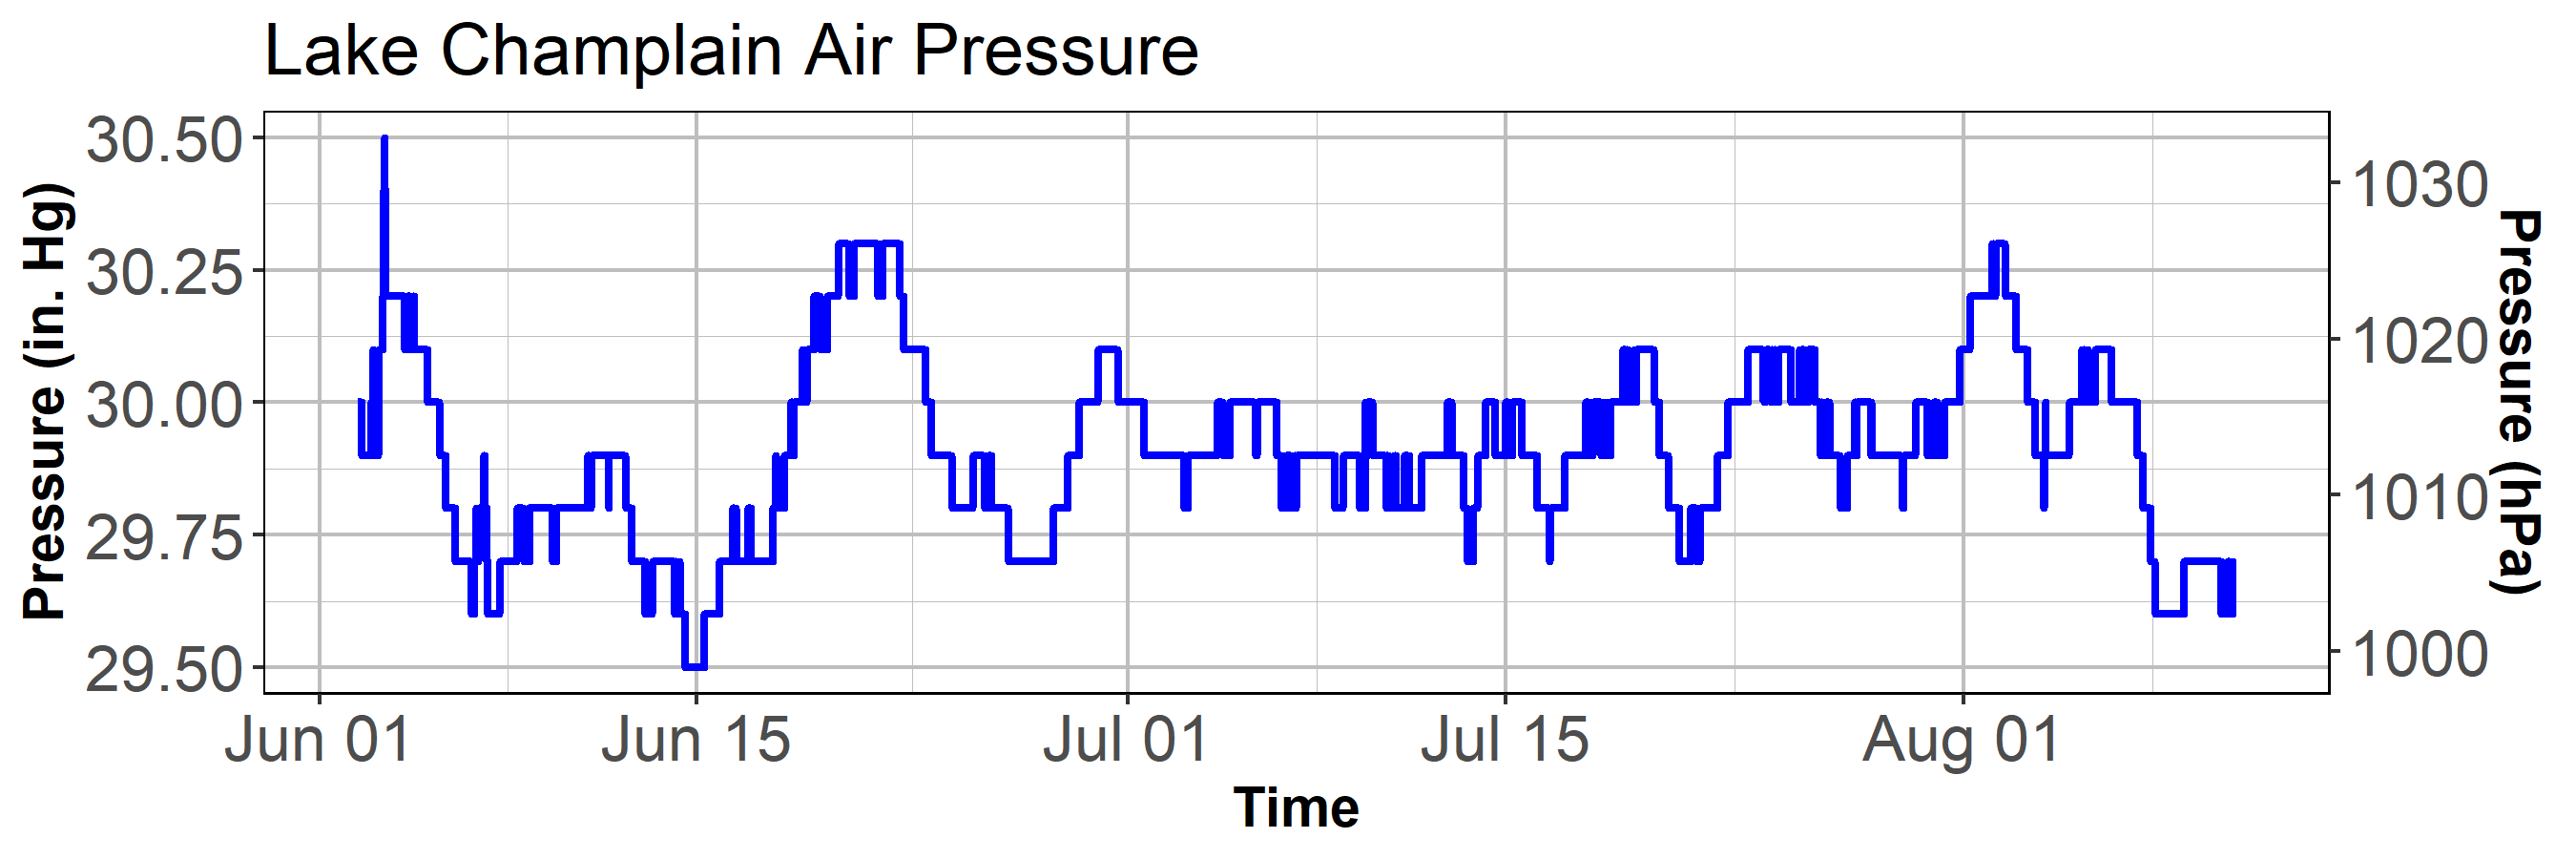 Lake Champlain Air Pressure
Pressure (in. Hg)
30.50
30.25
30.00
29.75
29.50
1030
1020
1010
1000
Pressure (hPa)
Jun 01 Jun 15 Jul 01 Jul 15 Aug 01
Time